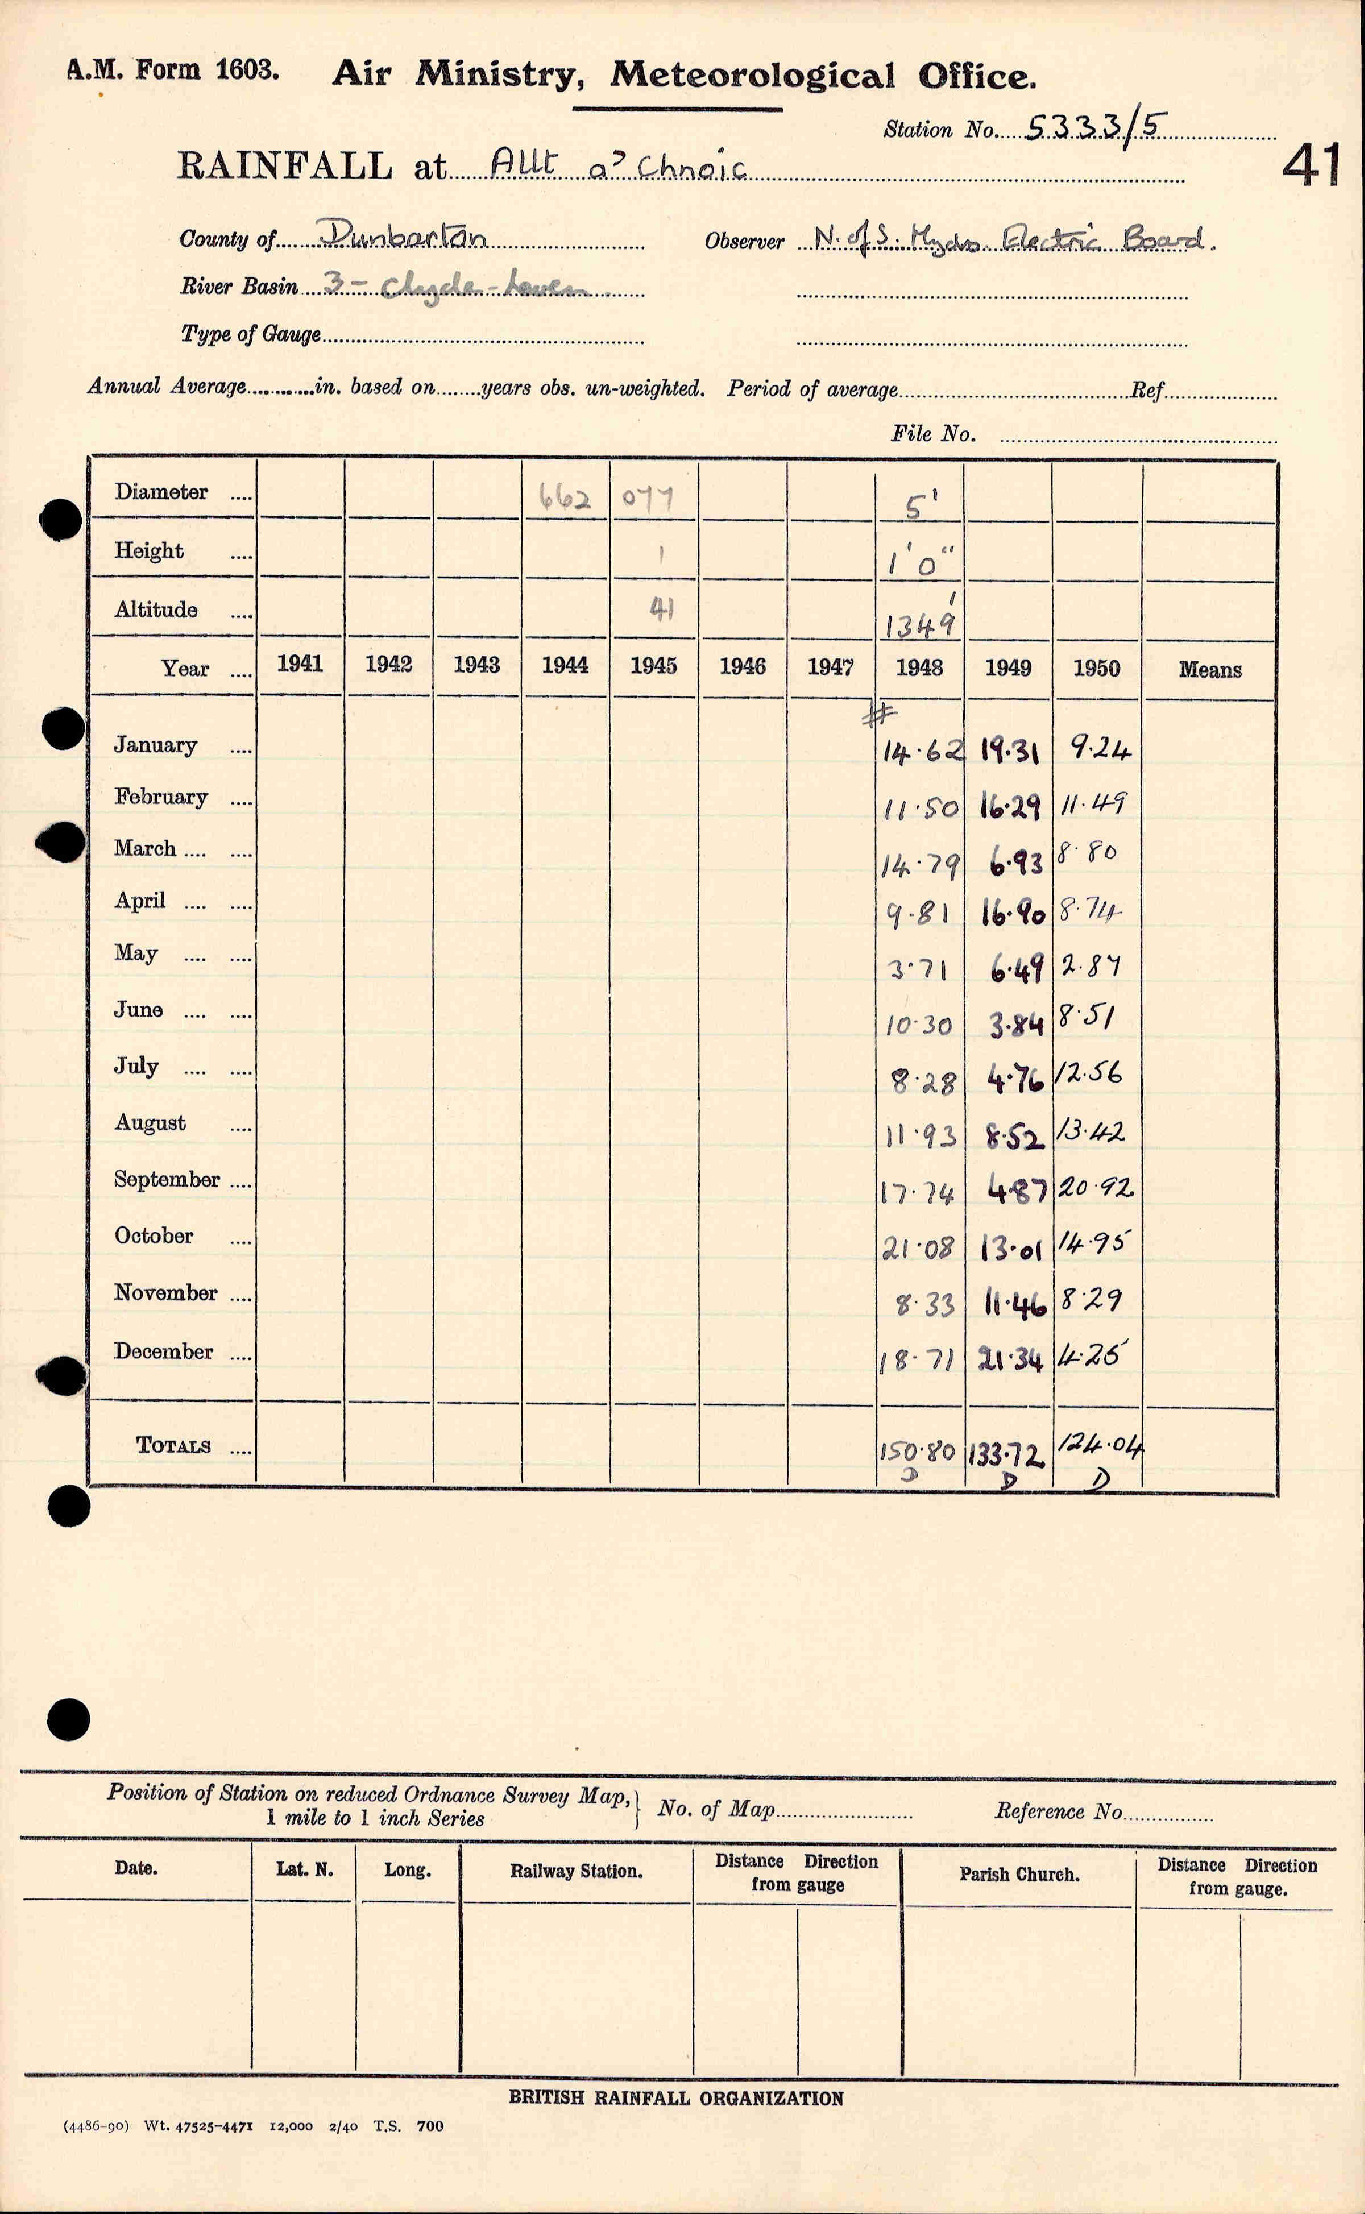 A.M. Form 1603. Air Ministry, Meteorological Office.
Station No. 5333/5
41
RAINFALL at Allt a' Chnoic
County of Dunbarton Observer N. of S. Hydro Electric Board.
River Basin 3 - Clyde - Leven
Type of Gauge
Annual Average in. based on years obs. un-weighted. Period of average Ref
File No.
Diameter .... 662 077 5'
Height .... 1 1'0"
Altitude .... 41 1349'
Year .... 1941 1942 1943 1944 1945 1946 1947 1948 1949 1950 Means
#
January .... 14.62 19.31 9.24
February .... 11.50 16.29 11.49
March .... .... 14.79 6.93 8.80
April .... .... 9.81 16.90 8.74
May .... .... 3.71 6.49 2.87
June .... .... 10.30 3.84 8.51
July .... .... 8.28 4.76 12.56
August .... 11.93 8.52 13.42
September .... 17.74 4.87 20.92
October .... 21.08 13.01 14.95
November .... 8.33 11.46 8.29
December .... 18.71 21.34 4.25
TOTALS .... 150.80 133.72 124.04
D D D
Position of Station on reduced Ordnance Survey Map, } No. of Map Reference No.
1 mile to 1 inch Series
Date. Lat. N. Long. Railway Station. Distance Direction from gauge Parish Church. Distance Direction from gauge.
BRITISH RAINFALL ORGANIZATION
(4486-90) Wt. 47525-4471 12,000 2/40 T.S. 700